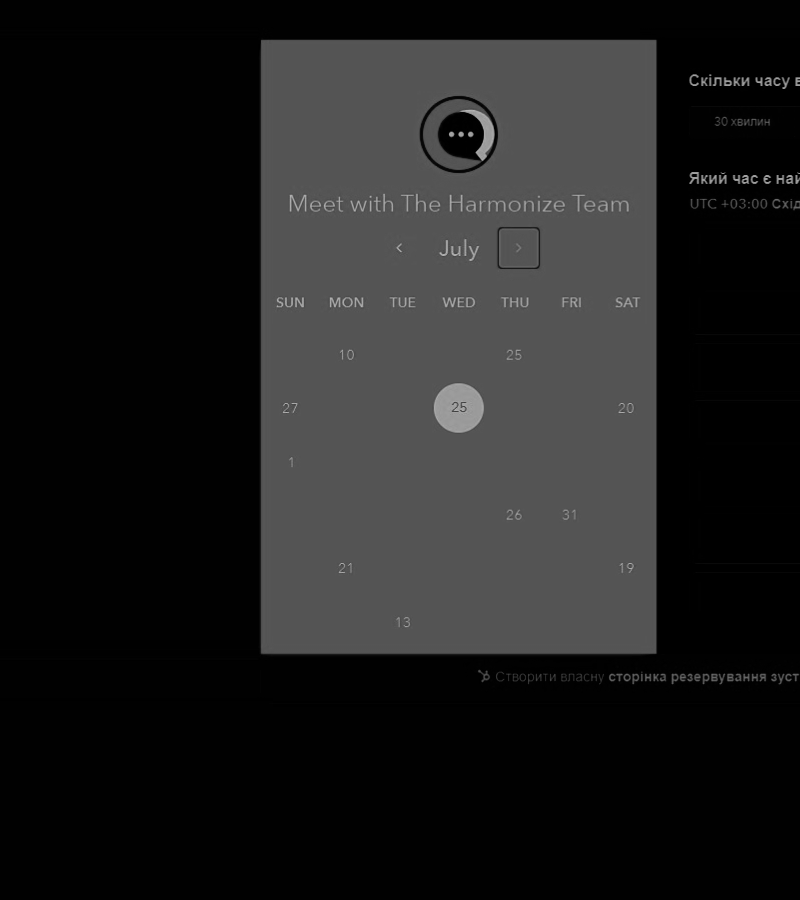 Meet with The Harmonize Team
July
SUN MON TUE WED THU FRI SAT
10 25
27 25 20
1
26 31
21 19
13
Скільки часу в
30 хвилин
Який час є най
UTC +03:00 Схід
Створити власну сторінка резервування зуст